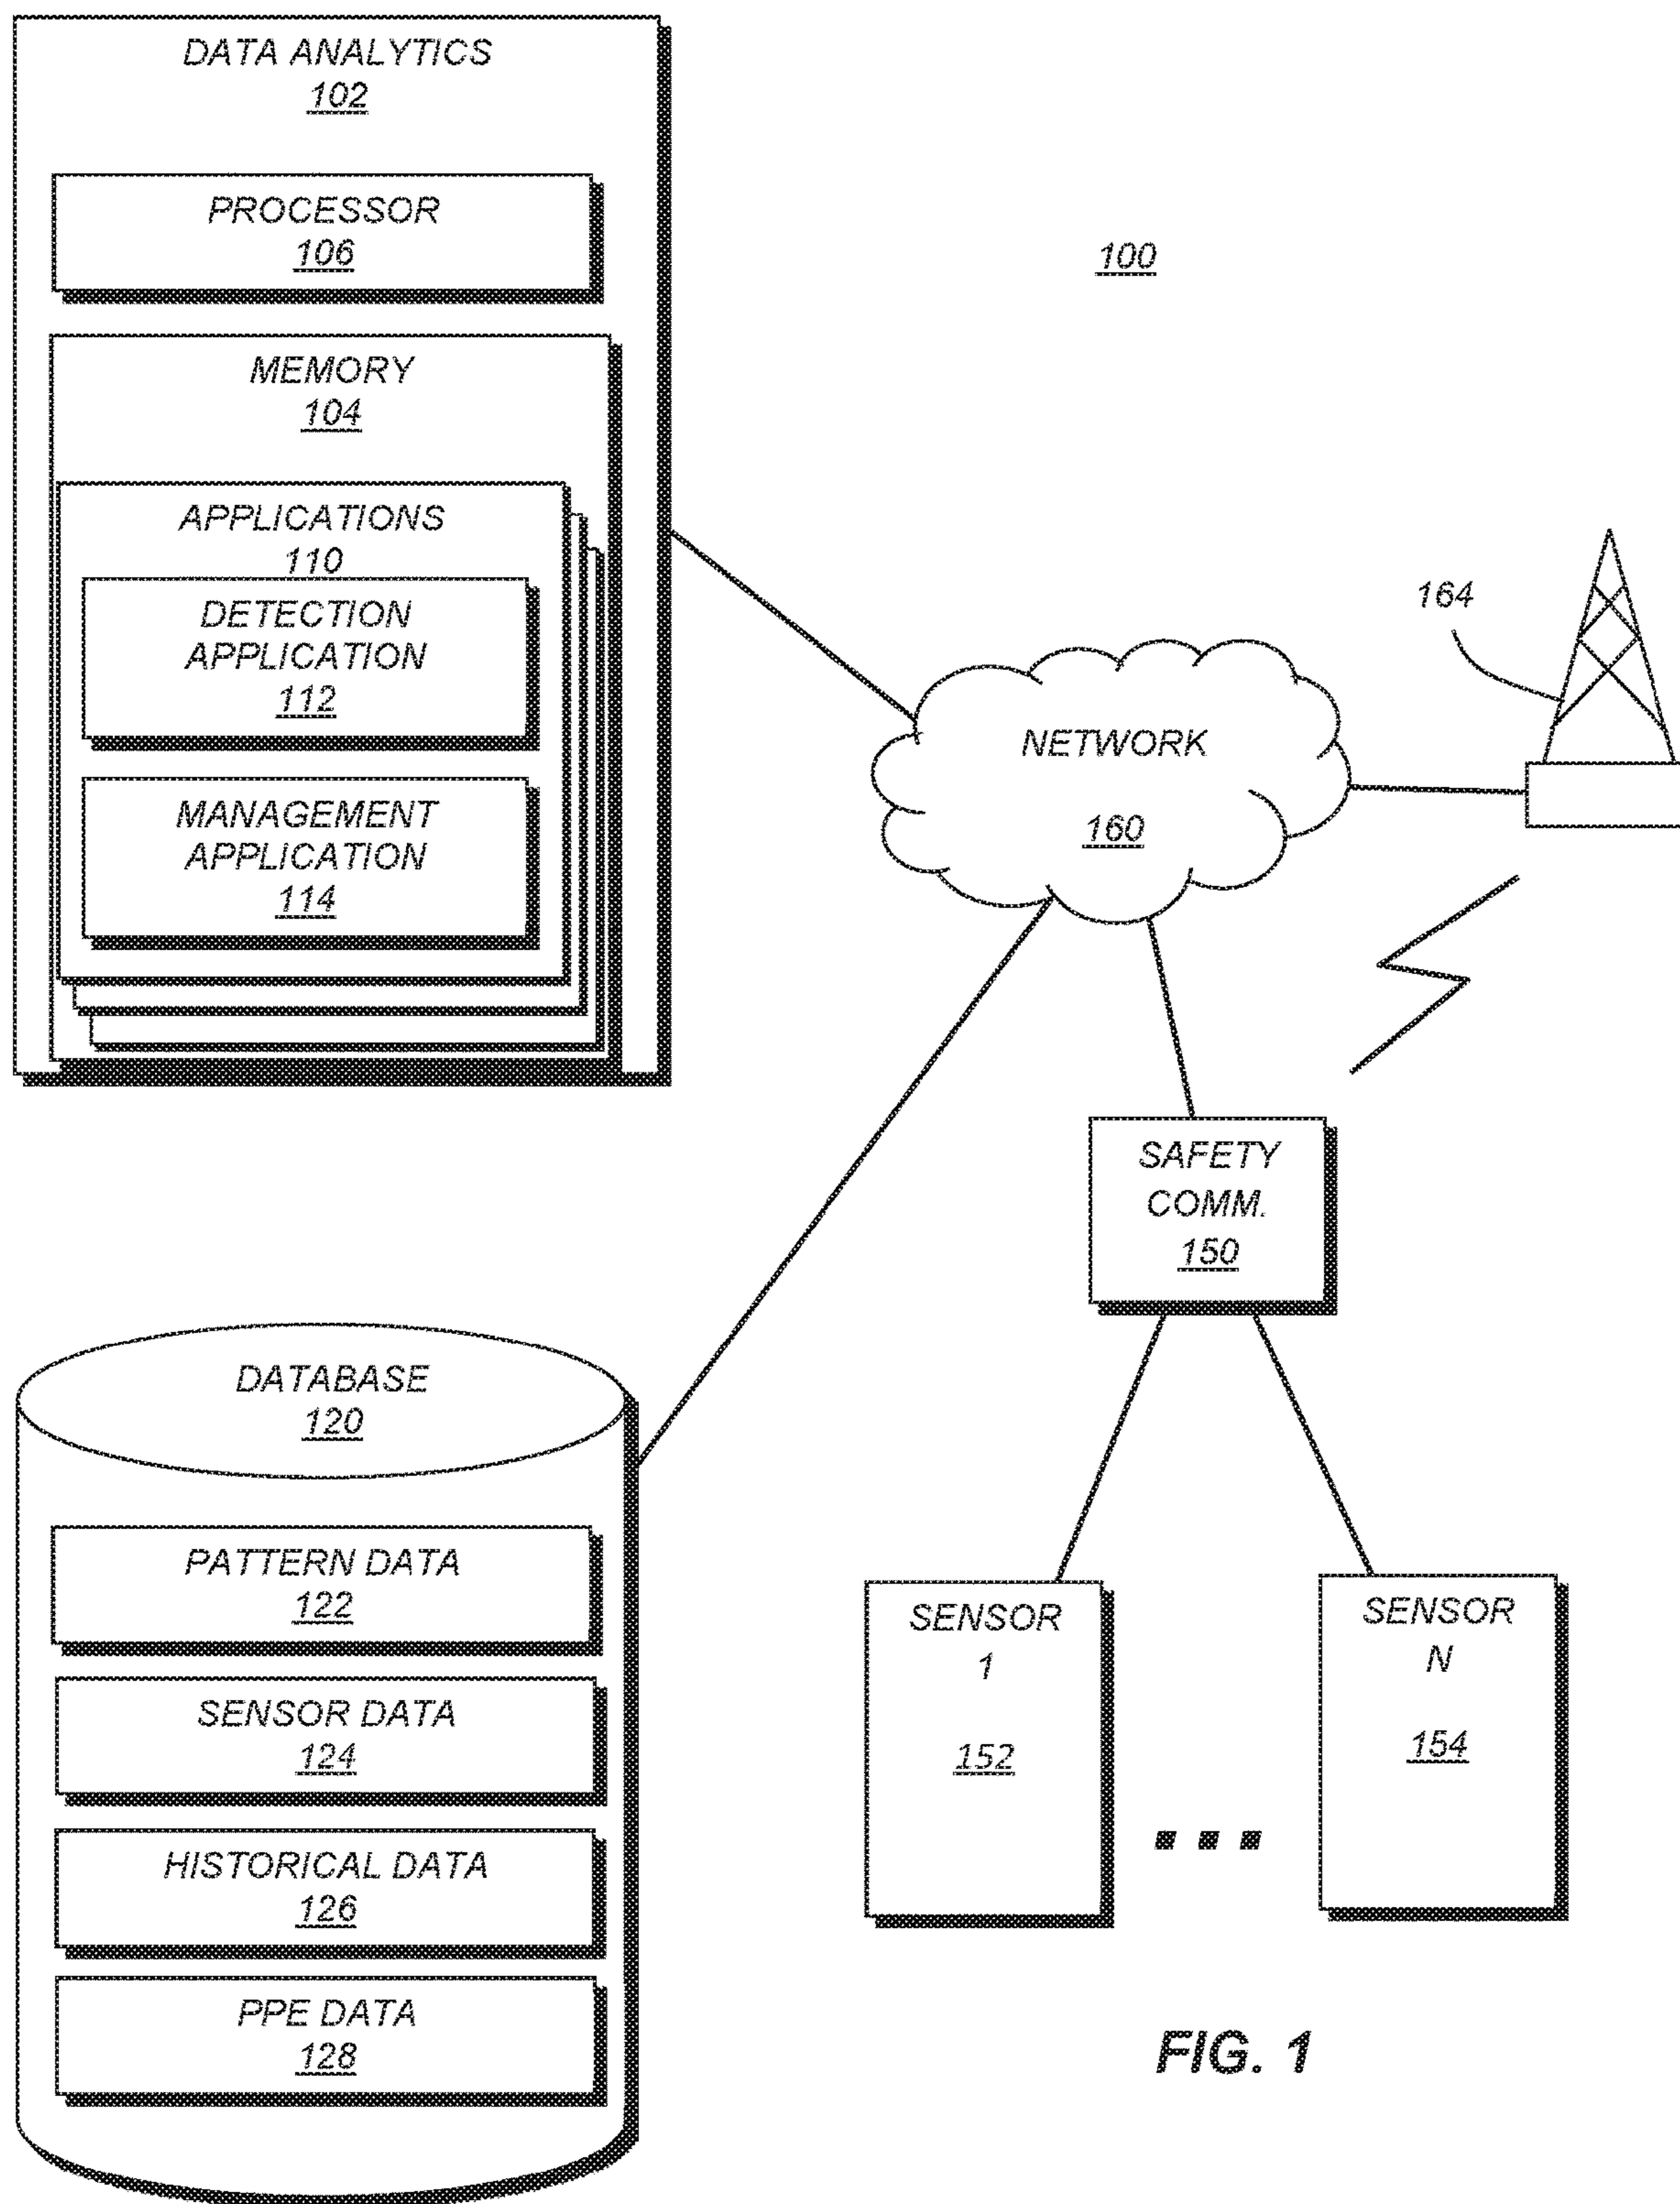 DATA ANALYTICS
102
PROCESSOR
106
MEMORY
104
APPLICATIONS
110
DETECTION
APPLICATION
112
MANAGEMENT
APPLICATION
114
100
164
NETWORK
160
SAFETY
COMM.
150
DATABASE
120
PATTERN DATA
122
SENSOR DATA
124
HISTORICAL DATA
126
PPE DATA
128
SENSOR
1
152
SENSOR
N
154
FIG. 1